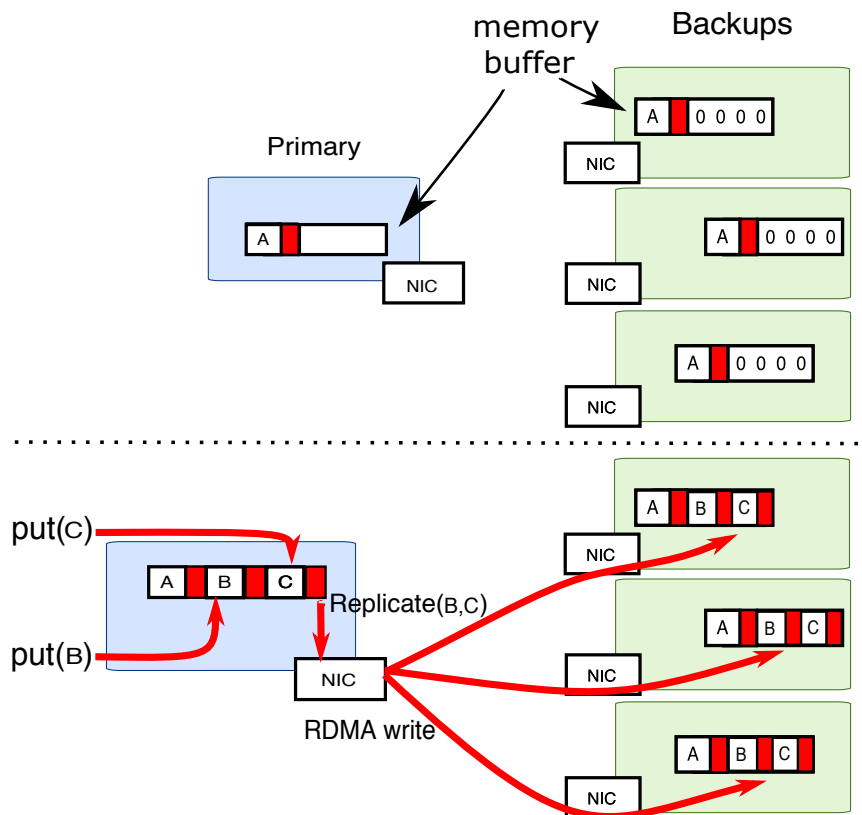 memory
buffer
Backups
Primary
A 0 0 0 0
NIC
A
NIC
A 0 0 0 0
NIC
A 0 0 0 0
NIC
put(C)
put(B)
A B C
Replicate(B,C)
NIC
RDMA write
A B C
NIC
A B C
NIC
A B C
NIC